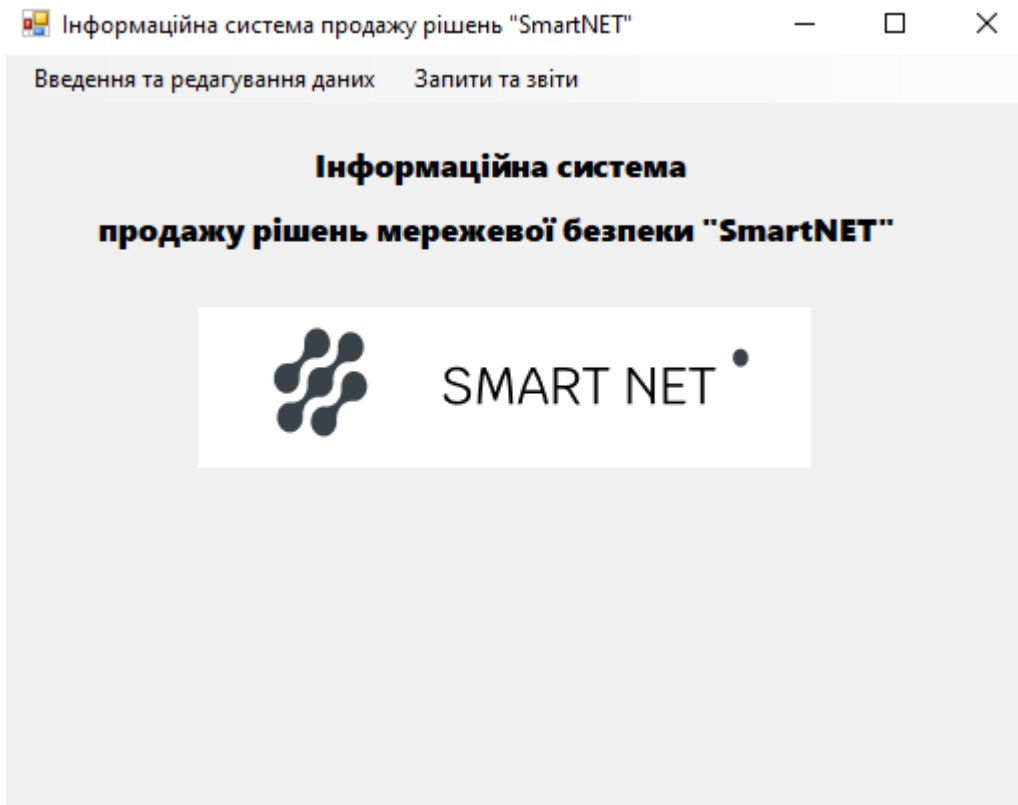 Інформаційна система продажу рішень "SmartNET"
Введення та редагування даних Запити та звіти
Інформаційна система
продажу рішень мережевої безпеки "SmartNET"
SMART NET